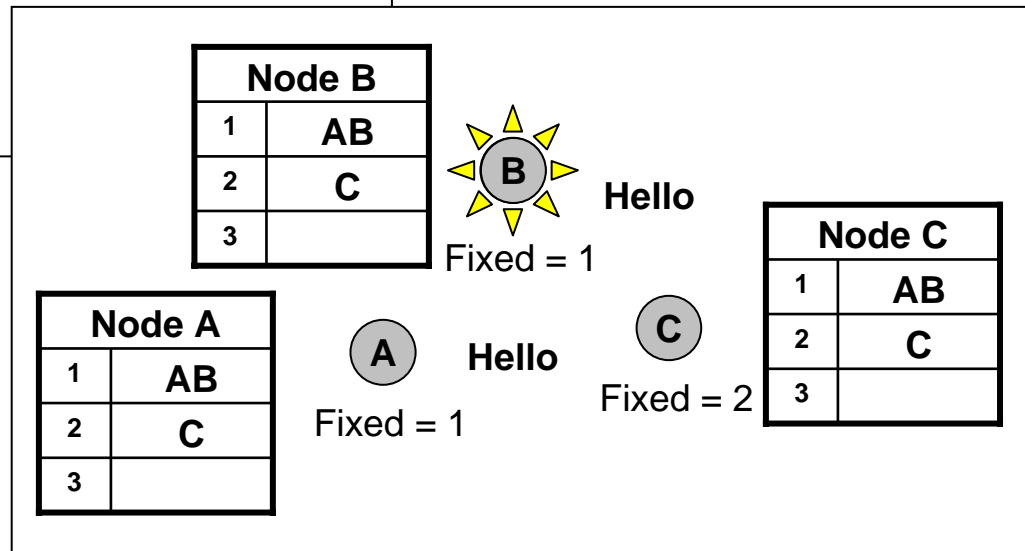 Node B
1 AB
2 C
3
B
Hello
Fixed = 1
Node C
1 AB
2 C
3
C
Fixed = 2
Node A
1 AB
2 C
3
A
Hello
Fixed = 1